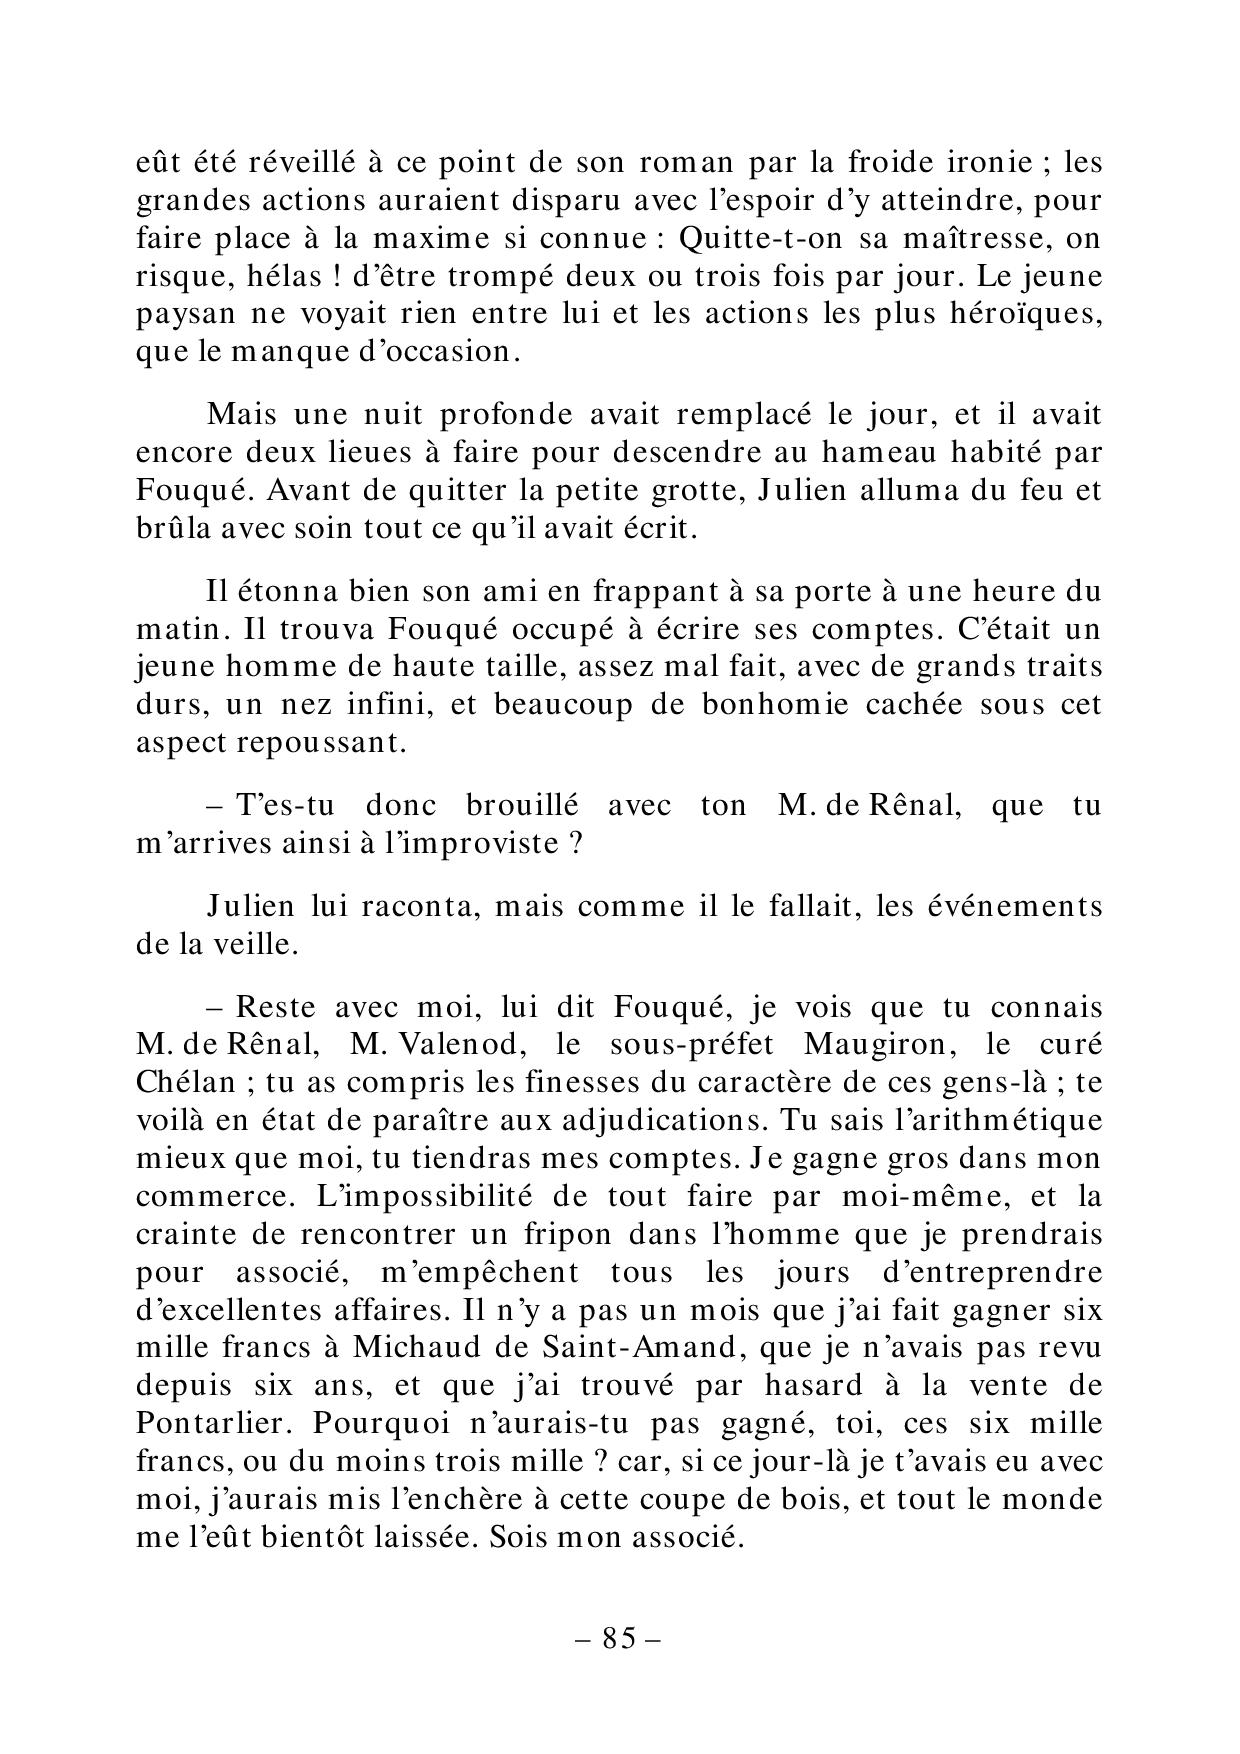 eût été réveillé à ce point de son roman par la froide ironie ; les
grandes actions auraient disparu avec l’espoir d’y atteindre, pour
faire place à la maxime si connue : Quitte-t-on sa maîtresse, on
risque, hélas ! d’être trompé deux ou trois fois par jour. Le jeune
paysan ne voyait rien entre lui et les actions les plus héroïques,
que le manque d’occasion.
Mais une nuit profonde avait remplacé le jour, et il avait
encore deux lieues à faire pour descendre au hameau habité par
Fouqué. Avant de quitter la petite grotte, Julien alluma du feu et
brûla avec soin tout ce qu’il avait écrit.
Il étonna bien son ami en frappant à sa porte à une heure du
matin. Il trouva Fouqué occupé à écrire ses comptes. C’était un
jeune homme de haute taille, assez mal fait, avec de grands traits
durs, un nez infini, et beaucoup de bonhomie cachée sous cet
aspect repoussant.
– T’es-tu donc brouillé avec ton M. de Rênal, que tu
m’arrives ainsi à l’improviste ?
Julien lui raconta, mais comme il le fallait, les événements
de la veille.
– Reste avec moi, lui dit Fouqué, je vois que tu connais
M. de Rênal, M. Valenod, le sous-préfet Maugiron, le curé
Chélan ; tu as compris les finesses du caractère de ces gens-là ; te
voilà en état de paraître aux adjudications. Tu sais l’arithmétique
mieux que moi, tu tiendras mes comptes. Je gagne gros dans mon
commerce. L’impossibilité de tout faire par moi-même, et la
crainte de rencontrer un fripon dans l’homme que je prendrais
pour associé, m’empêchent tous les jours d’entreprendre
d’excellentes affaires. Il n’y a pas un mois que j’ai fait gagner six
mille francs à Michaud de Saint-Amand, que je n’avais pas revu
depuis six ans, et que j’ai trouvé par hasard à la vente de
Pontarlier. Pourquoi n’aurais-tu pas gagné, toi, ces six mille
francs, ou du moins trois mille ? car, si ce jour-là je t’avais eu avec
moi, j’aurais mis l’enchère à cette coupe de bois, et tout le monde
me l’eût bientôt laissée. Sois mon associé.
– 85 –